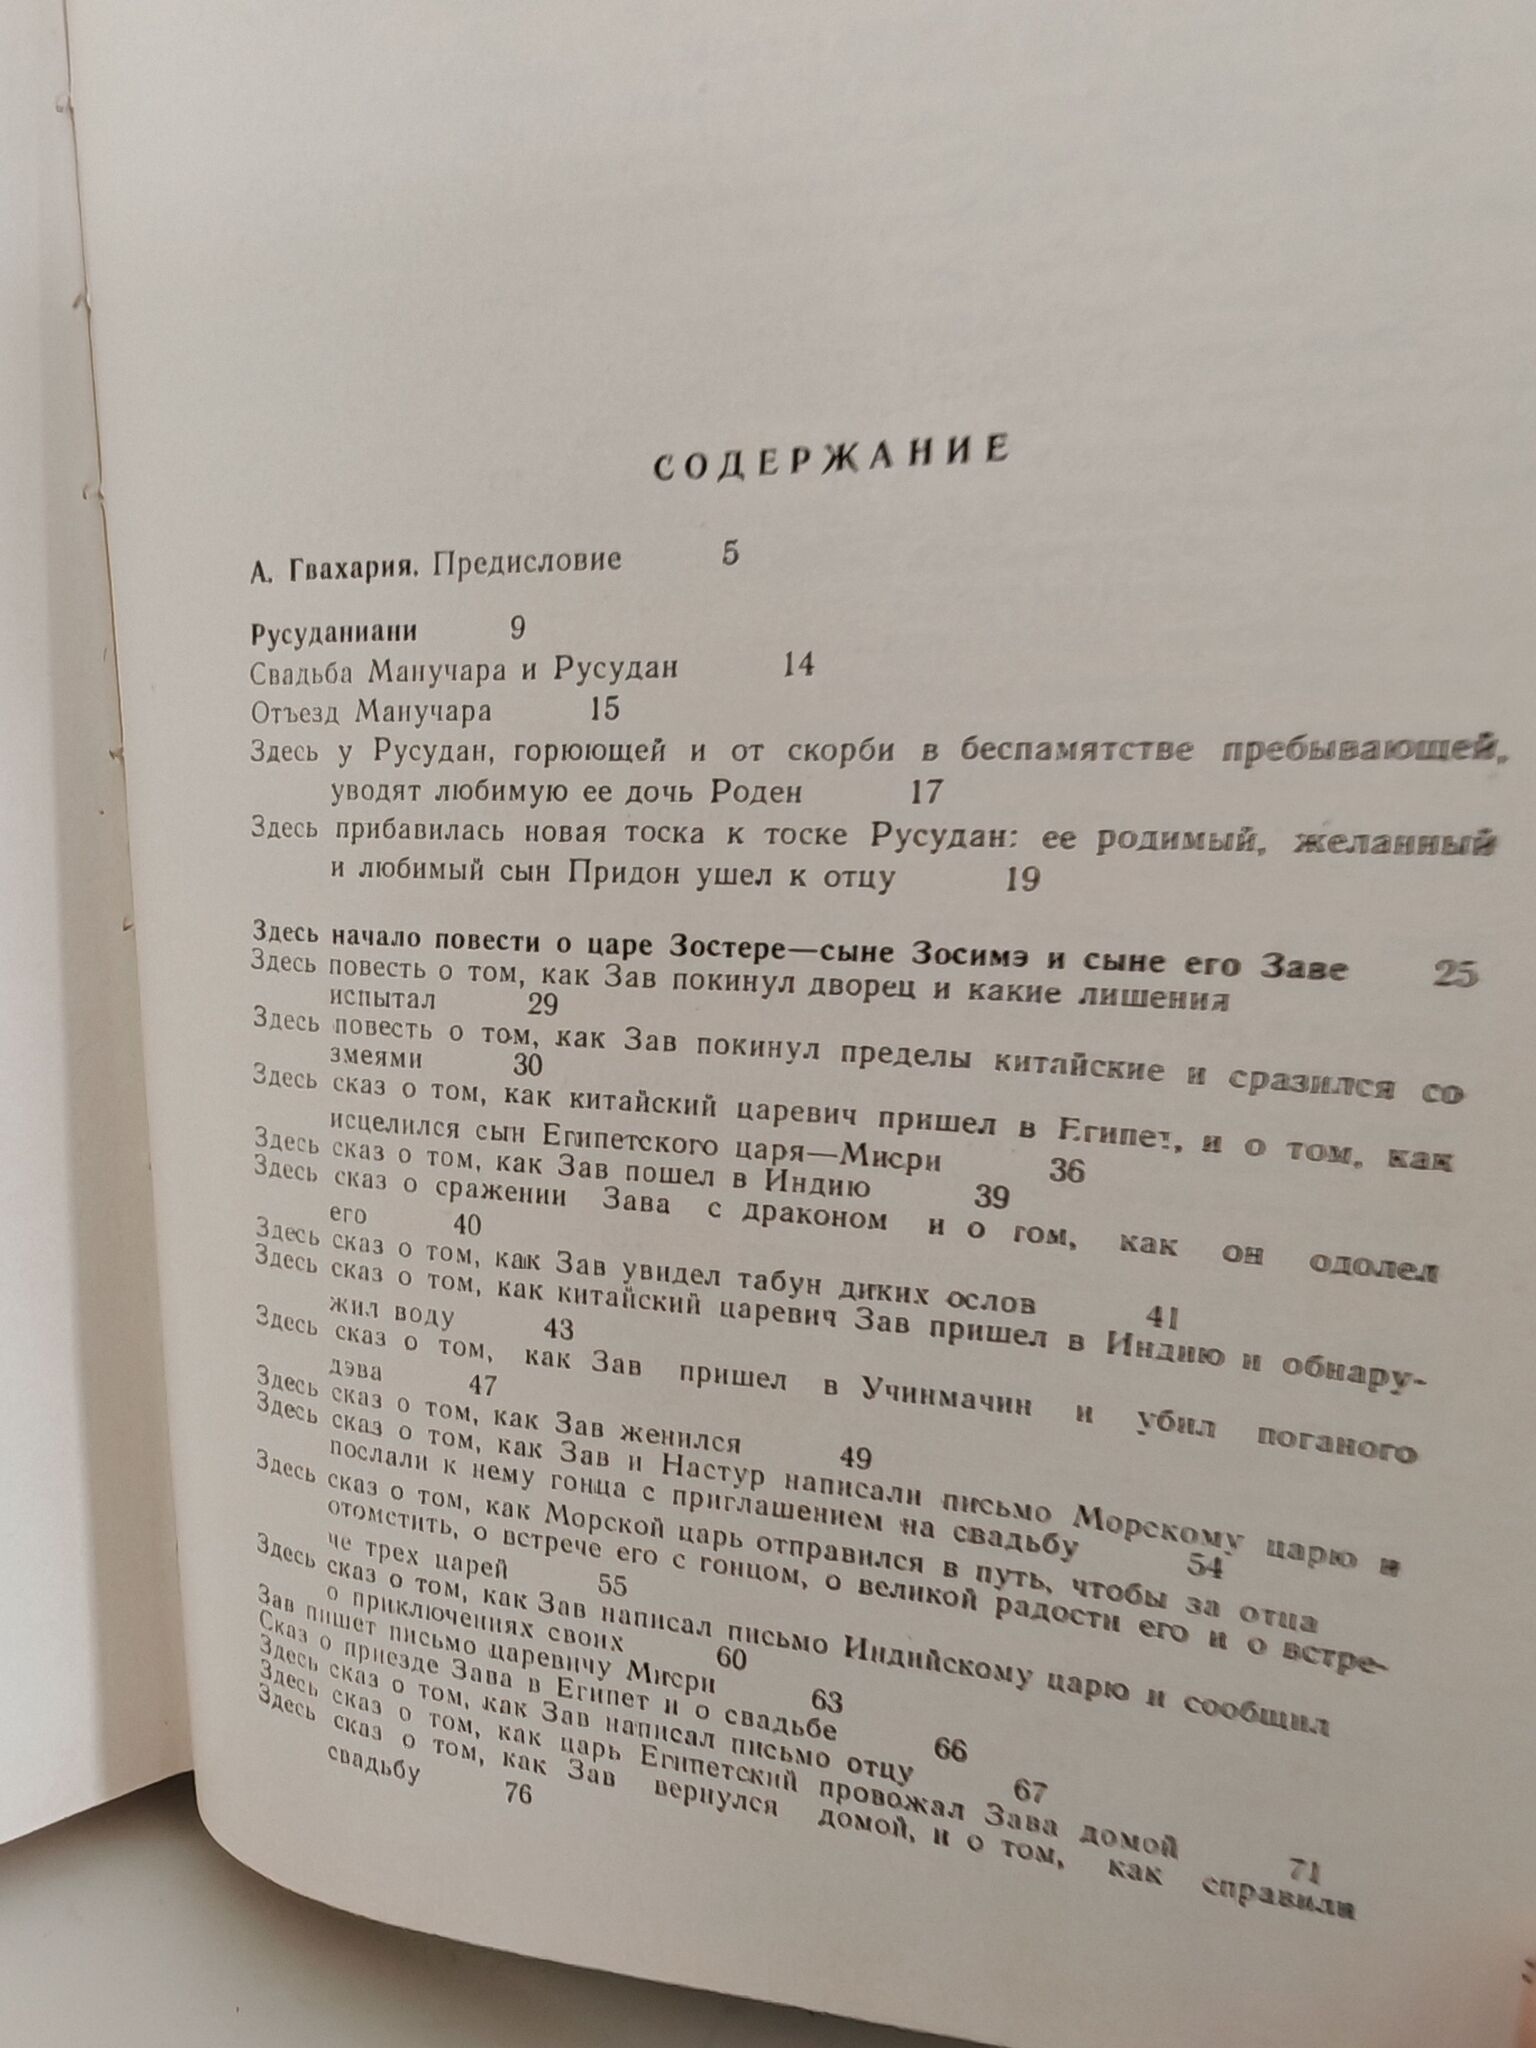 СОДЕРЖАНИЕ
А. Гвахария. Предисловие 5
Русуданиани 9
Свадьба Манучара и Русудан 14
Отъезд Манучара 15
Здесь у Русудан, горюющей и от скорби в беспамятстве пребывающей,
уводят любимую ее дочь Роден 17
Здесь прибавилась новая тоска к тоске Русудан: ее родимый, желанный
и любимый сын Придон ушел к отцу 19
Здесь начало повести о царе Зостере—сыне Зосимэ и сыне его Заве 25
Здесь повесть о том, как Зав покинул дворец и какие лишения
испытал 29
Здесь повесть о том, как Зав покинул пределы китайские и сразился со
змеями 30
Здесь сказ о том, как китайский царевич пришел в Египет, и о том, как
исцелился сын Египетского царя—Мисри 36
Здесь сказ о том, как Зав пошел в Индию 39
Здесь сказ о сражении Зава с драконом и о том, как он одолел
его 40
Здесь сказ о том, как Зав увидел табун диких ослов 41
Здесь сказ о том, как китайский царевич Зав пришел в Индию и обнару-
жил воду 43
Здесь сказ о том, как Зав пришел в Учинмачин и убил поганого
дэва 47
Здесь сказ о том, как Зав женился 49
Здесь сказ о том, как Зав и Настур написали письмо Морскому царю и
послали к нему гонца с приглашением на свадьбу 54
Здесь сказ о том, как Морской царь отправился в путь, чтобы за отца
отомстить, о встрече его с гонцом, о великой радости его и о встре-
че трех царей 55
Здесь сказ о том, как Зав написал письмо Индийскому царю и сообщил
о приключениях своих 60
Зав пишет письмо царевичу Мисри 63
Сказ о приезде Зава в Египет и о свадьбе 66
Здесь сказ о том, как Зав написал письмо отцу 67
Здесь сказ о том, как царь Египетский провожал Зава домой 71
Здесь сказ о том, как Зав вернулся домой, и о том, как справили
свадьбу 76